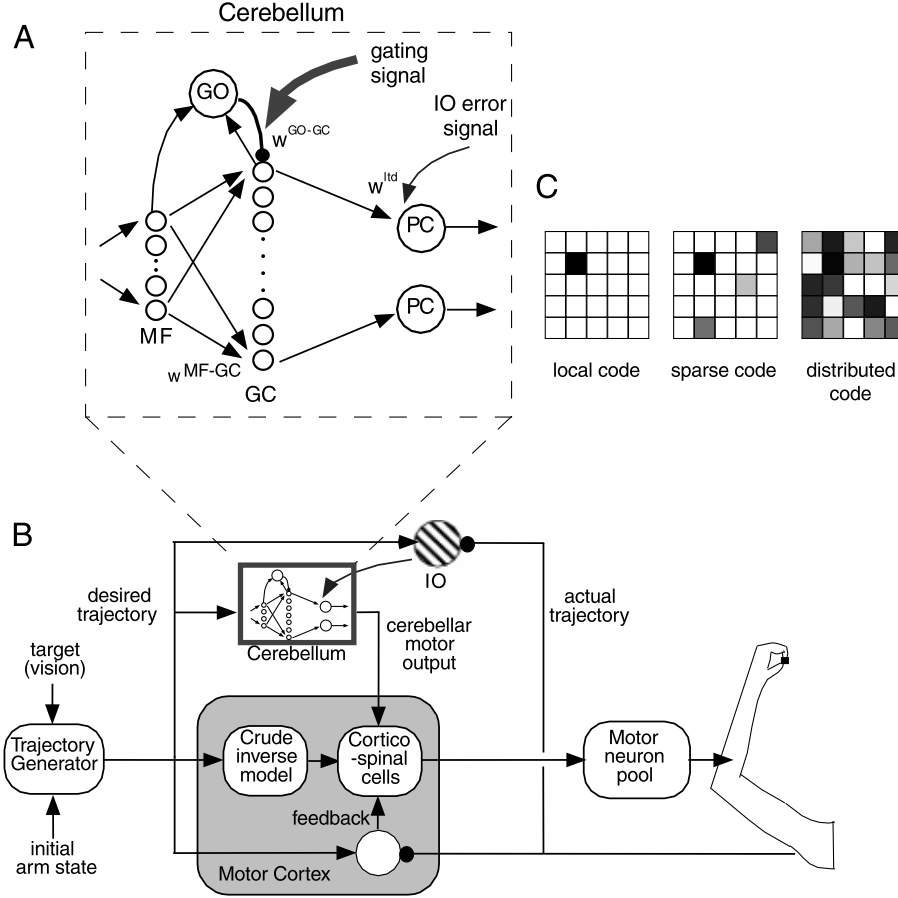 Cerebellum
A
GO
gating
signal
w GO-GC
IO error
signal
w ltd
PC
PC
MF
w MF-GC
GC
C
local code
sparse code
distributed
code
B
IO
desired
trajectory
actual
trajectory
Cerebellum
cerebellar
motor
output
target
(vision)
Trajectory
Generator
initial
arm state
Crude
inverse
model
Cortico
-spinal
cells
feedback
Motor Cortex
Motor
neuron
pool